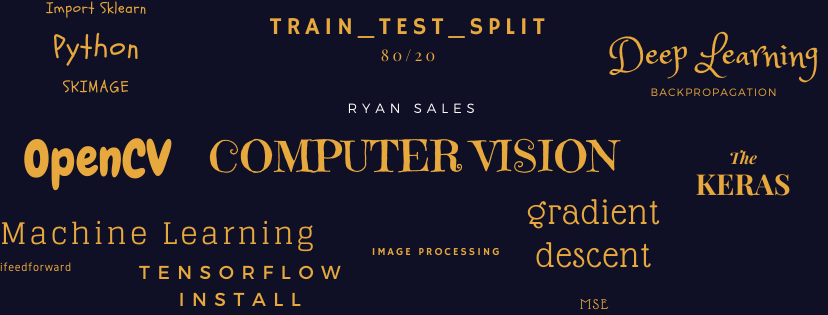 Import Sklearn
Python
SKIMAGE
TRAIN_TEST_SPLIT
80/20
Deep Learning
BACKPROPAGATION
RYAN SALES
OpenCV
COMPUTER VISION
The
KERAS
Machine Learning
ifeedforward
TENSORFLOW
INSTALL
IMAGE PROCESSING
gradient
descent
MSE